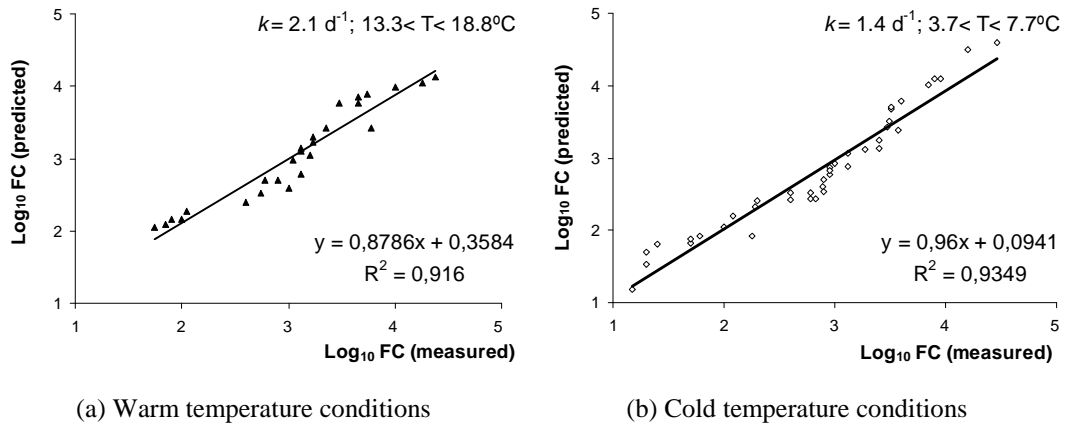 k = 2.1 d⁻¹; 13.3< T< 18.8ºC
Log₁₀ FC (predicted)
5
4
3
2
1
y = 0,8786x + 0,3584
R² = 0,916
1 2 3 4 5
Log₁₀ FC (measured)
(a) Warm temperature conditions
k = 1.4 d⁻¹; 3.7< T< 7.7ºC
Log₁₀ FC (predicted)
5
4
3
2
1
y = 0,96x + 0,0941
R² = 0,9349
1 2 3 4 5
Log₁₀ FC (measured)
(b) Cold temperature conditions